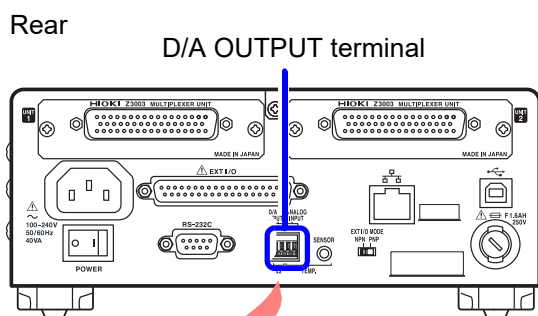 Rear
D/A OUTPUT terminal
UNIT 1
HIOKI Z3003 MULTIPLEXER UNIT
MADE IN JAPAN
HIOKI Z3003 MULTIPLEXER UNIT
MADE IN JAPAN
UNIT 2
EXT I/O
100-240V
50/60Hz
40VA
POWER
RS-232C
D/A ANALOG
INPUT
SENSOR
TEMP.
EXT I/O MODE
NPN PNP
F1.6AH
250V